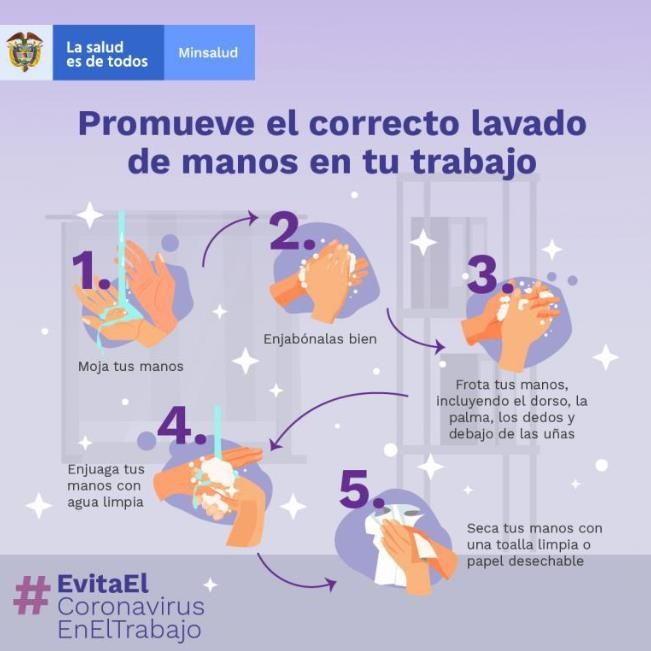 La salud
es de todos
Minsalud
Promueve el correcto lavado
de manos en tu trabajo
1.
Moja tus manos
2.
Enjabónalas bien
3.
Frota tus manos,
incluyendo el dorso, la
palma, los dedos y
debajo de las uñas
4.
Enjuaga tus
manos con
agua limpia
5.
Seca tus manos con
una toalla limpia o
papel desechable
#EvitaEl
Coronavirus
EnElTrabajo